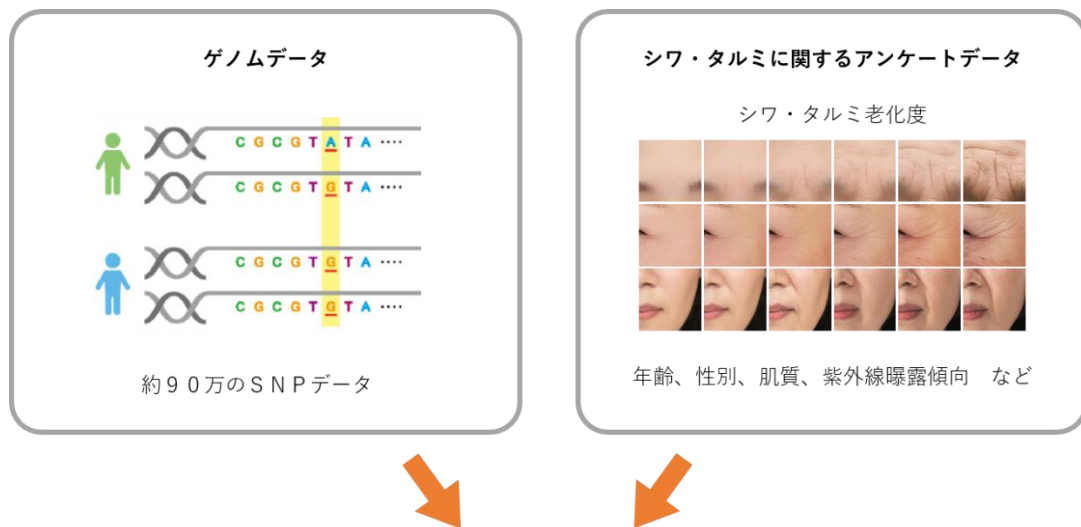 ゲノムデータ
CGCGTATA‥‥
CGCGTGTA‥‥
CGCGTGTA‥‥
CGCGTGTA‥‥
約９０万のＳＮＰデータ
シワ・タルミに関するアンケートデータ
シワ・タルミ老化度
年齢、性別、肌質、紫外線曝露傾向　など